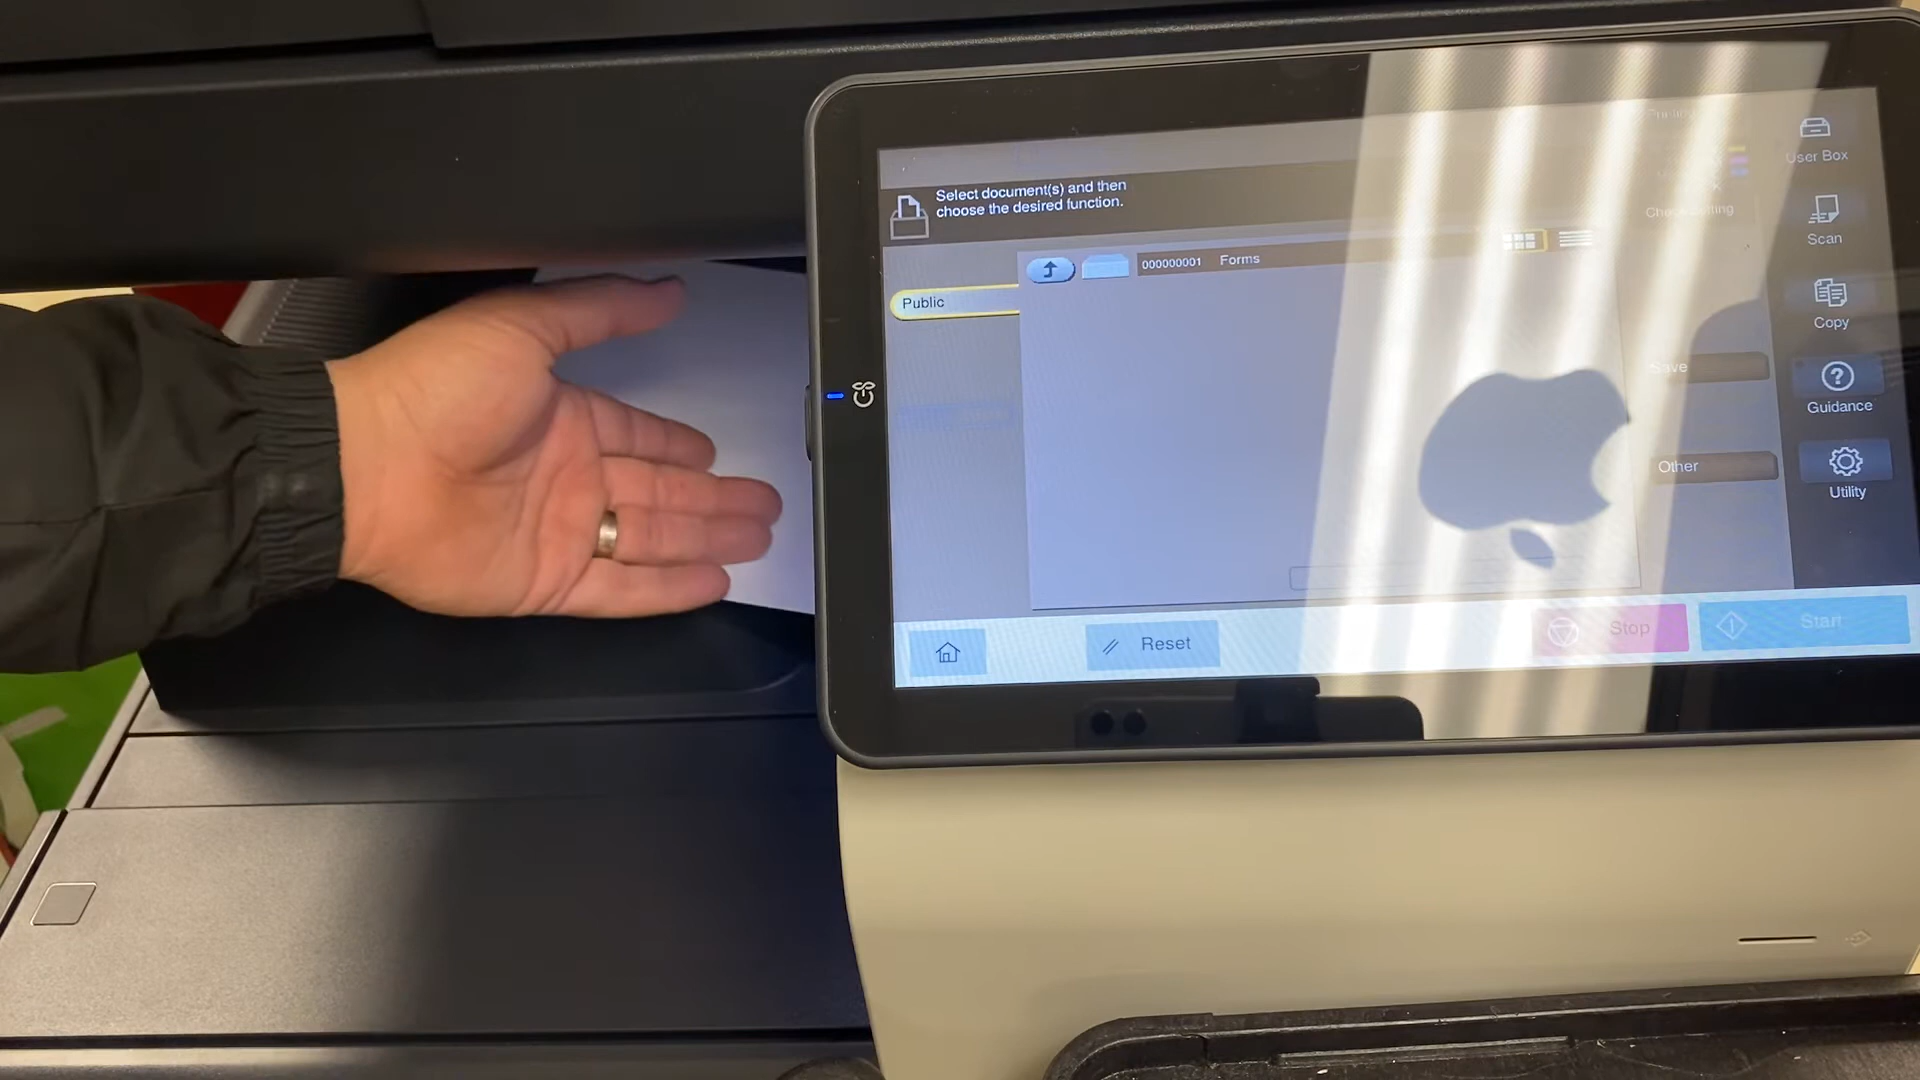 Select document(s) and then
choose the desired function.
User Box
Scan
000000001 Forms
Public
Copy
Save
Guidance
Other
Utility
Reset
Stop
Start